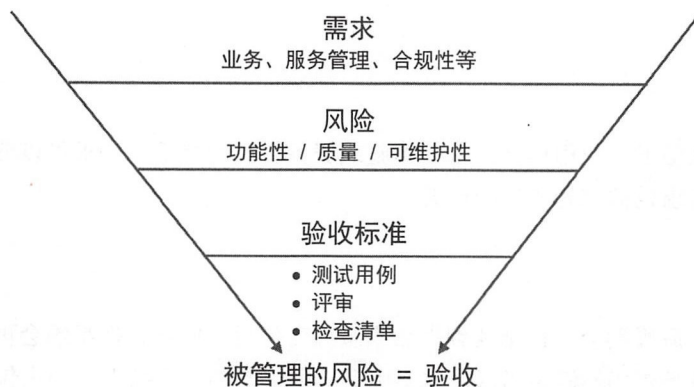 需求
业务、服务管理、合规性等
风险
功能性 / 质量 / 可维护性
验收标准
• 测试用例
• 评审
• 检查清单
被管理的风险 = 验收